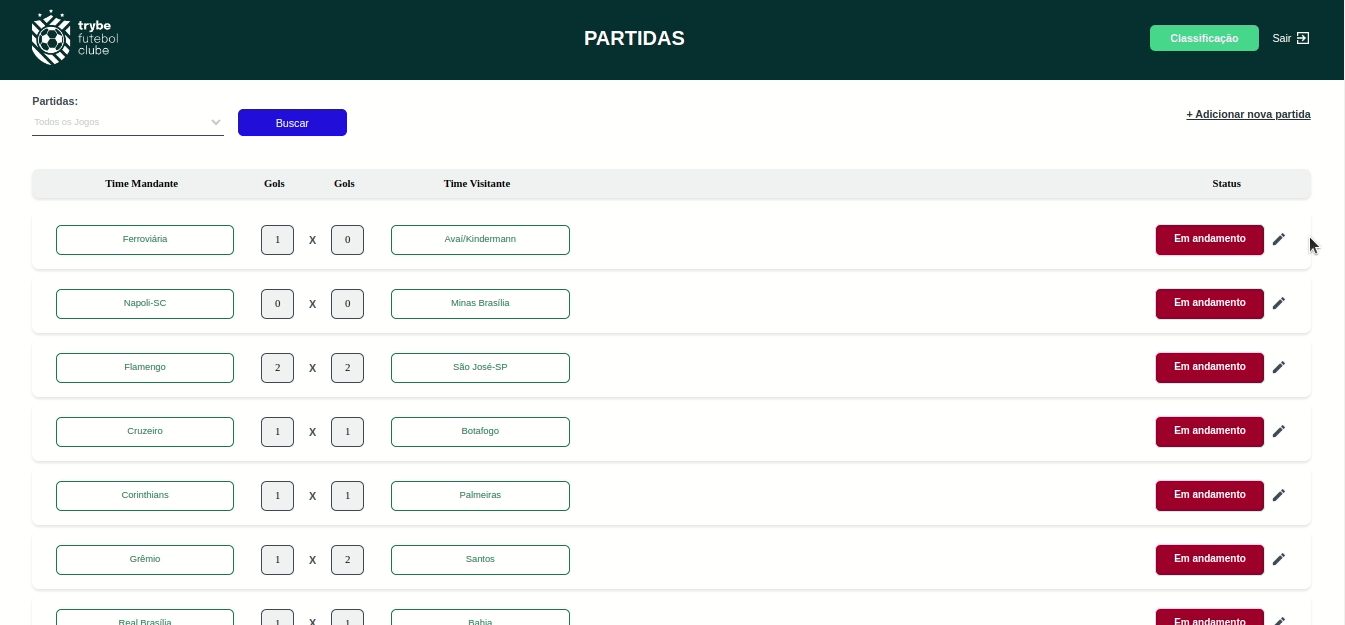 trybe
futebol
clube
PARTIDAS
Classificação
Sair
Partidas:
Todos os Jogos
Buscar
+ Adicionar nova partida
Time Mandante Gols Gols Time Visitante Status
Ferroviária 1 X 0 Avaí/Kindermann Em andamento
Napoli-SC 0 X 0 Minas Brasília Em andamento
Flamengo 2 X 2 São José-SP Em andamento
Cruzeiro 1 X 1 Botafogo Em andamento
Corinthians 1 X 1 Palmeiras Em andamento
Grêmio 1 X 2 Santos Em andamento
Real Brasília 1 X 1 Bahia Em andamento